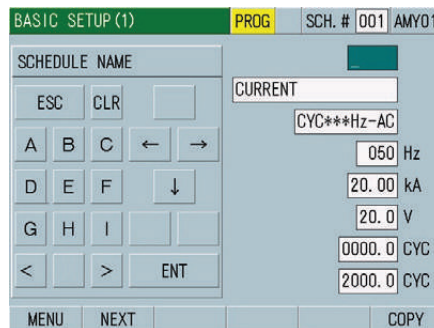 BASIC SETUP(1) PROG SCH. # 001 AMY01
SCHEDULE NAME _
ESC CLR CURRENT
CYC***Hz-AC
A B C ← → 050 Hz
D E F ↓ 20.00 kA
G H I 20.0 V
0000.0 CYC
< > ENT 2000.0 CYC
MENU NEXT COPY